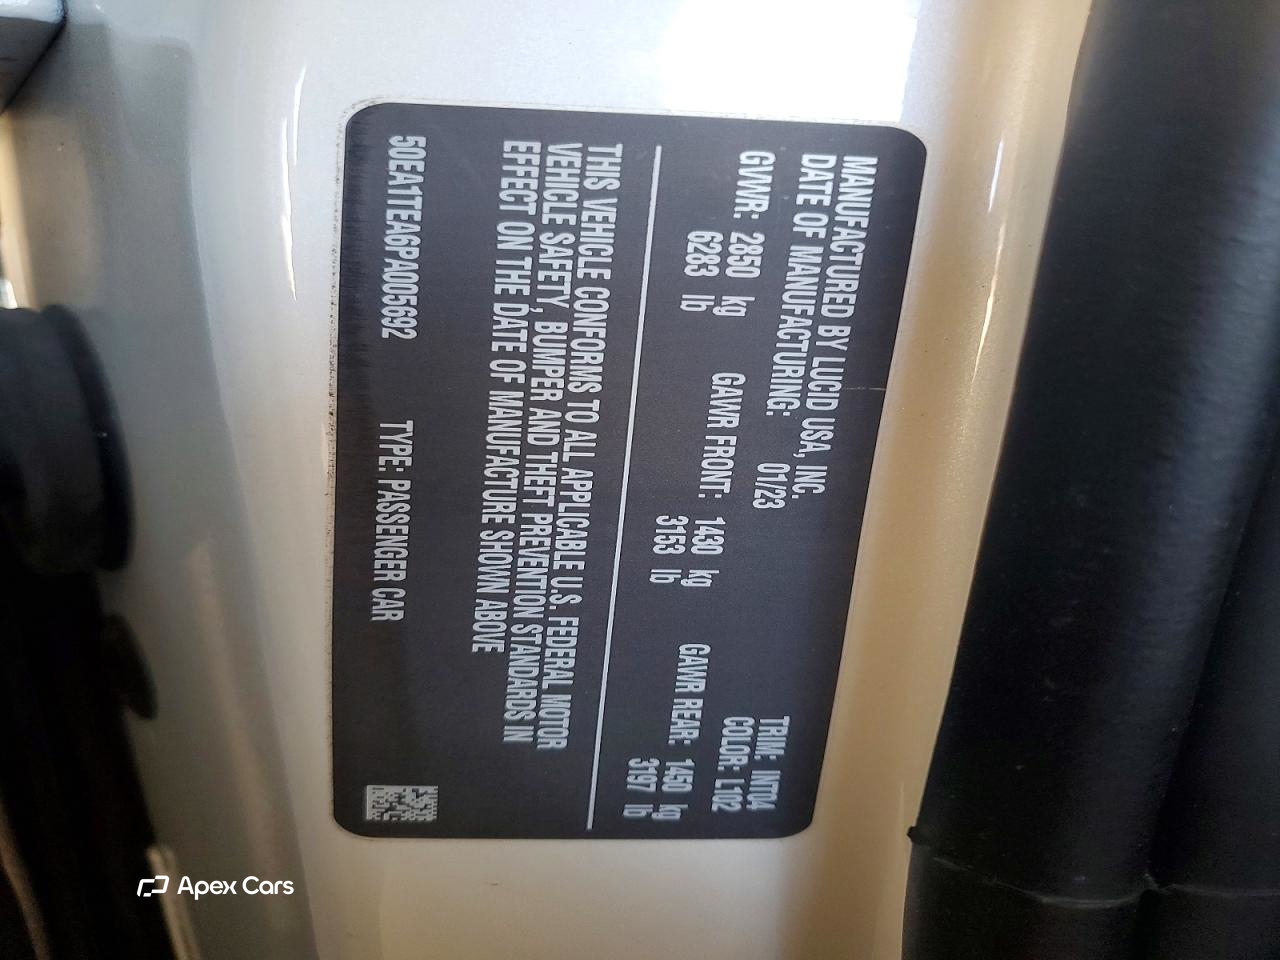 MANUFACTURED BY LUCID USA, INC.
DATE OF MANUFACTURING: 01/23
TRIM: INT04
COLOR: L102
GVWR: 2850 kg GAWR FRONT: 1430 kg GAWR REAR: 1450 kg
6283 lb 3153 lb 3197 lb
THIS VEHICLE CONFORMS TO ALL APPLICABLE U.S. FEDERAL MOTOR
VEHICLE SAFETY, BUMPER AND THEFT PREVENTION STANDARDS IN
EFFECT ON THE DATE OF MANUFACTURE SHOWN ABOVE
50EA1TEA6PA005692 TYPE: PASSENGER CAR
Apex Cars